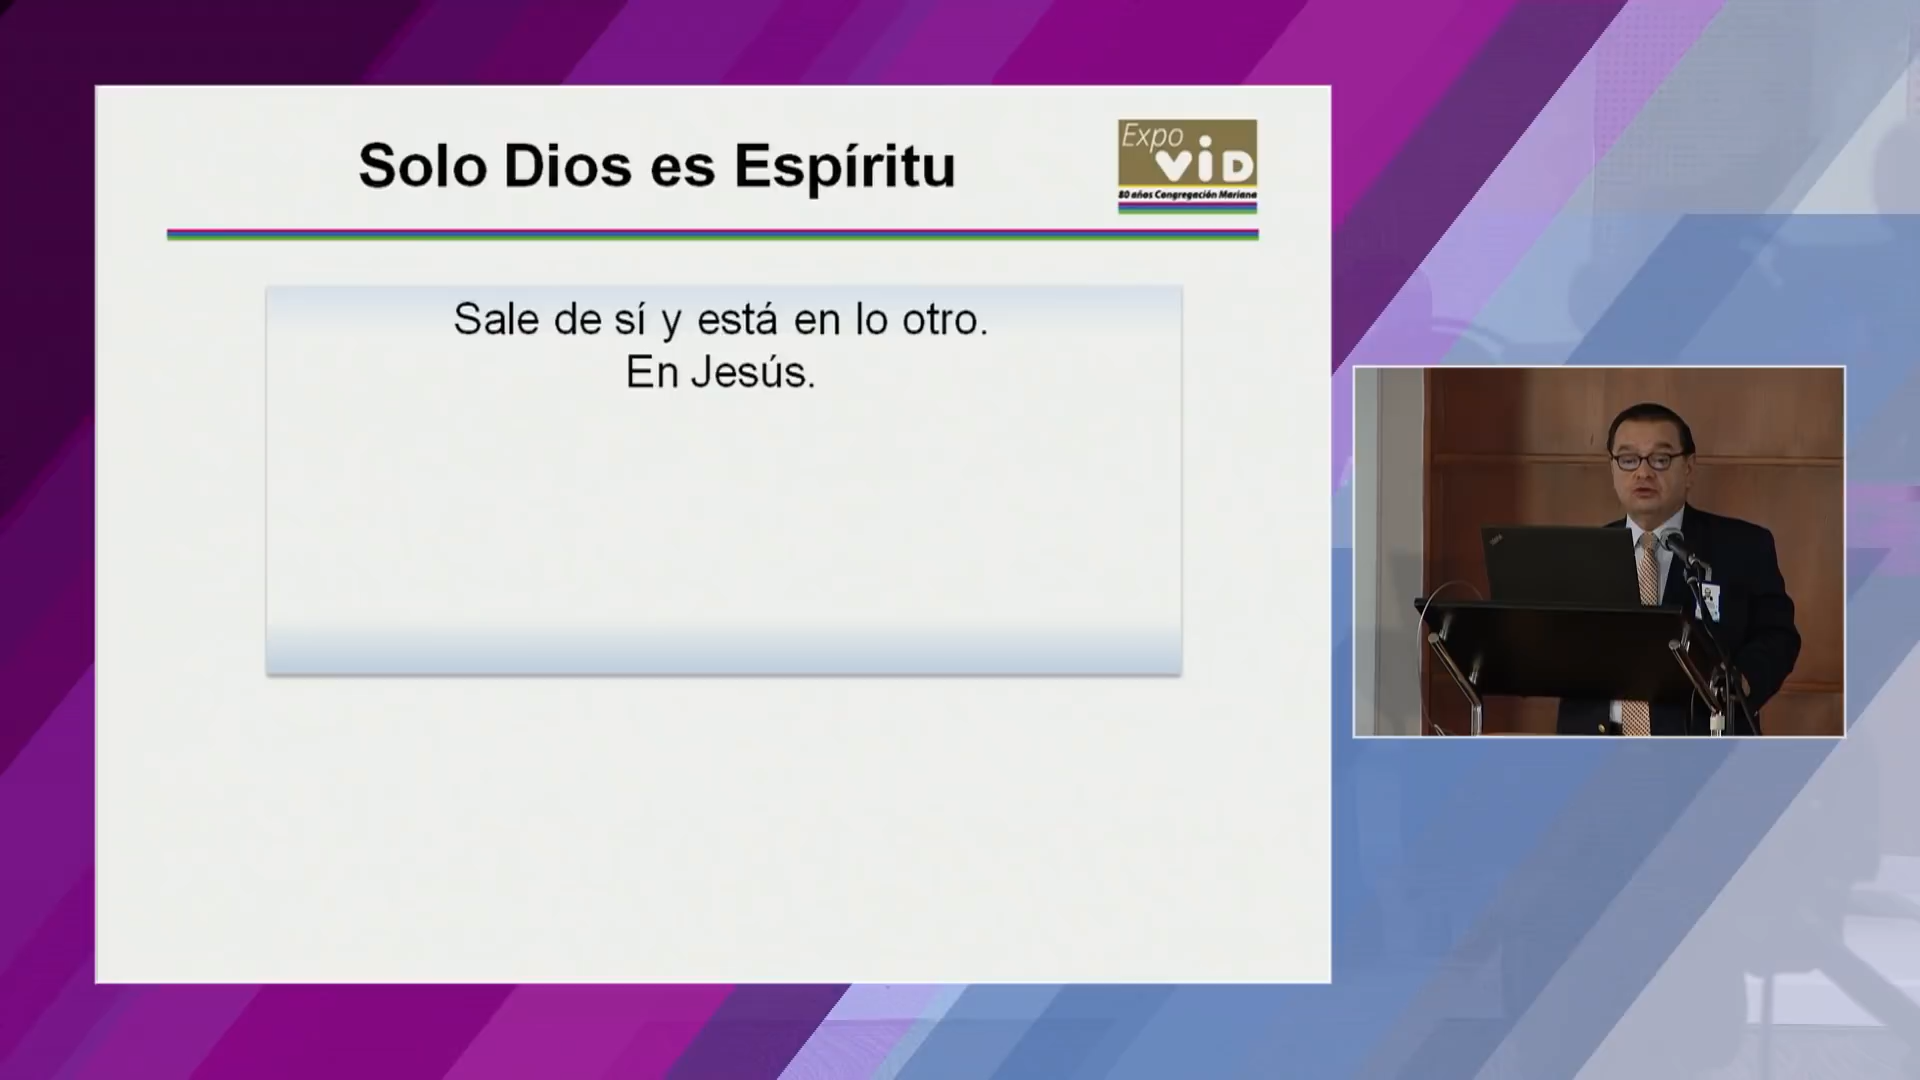 Solo Dios es Espíritu
Expo
ViD
80 años Congregación Mariana
Sale de sí y está en lo otro.
En Jesús.